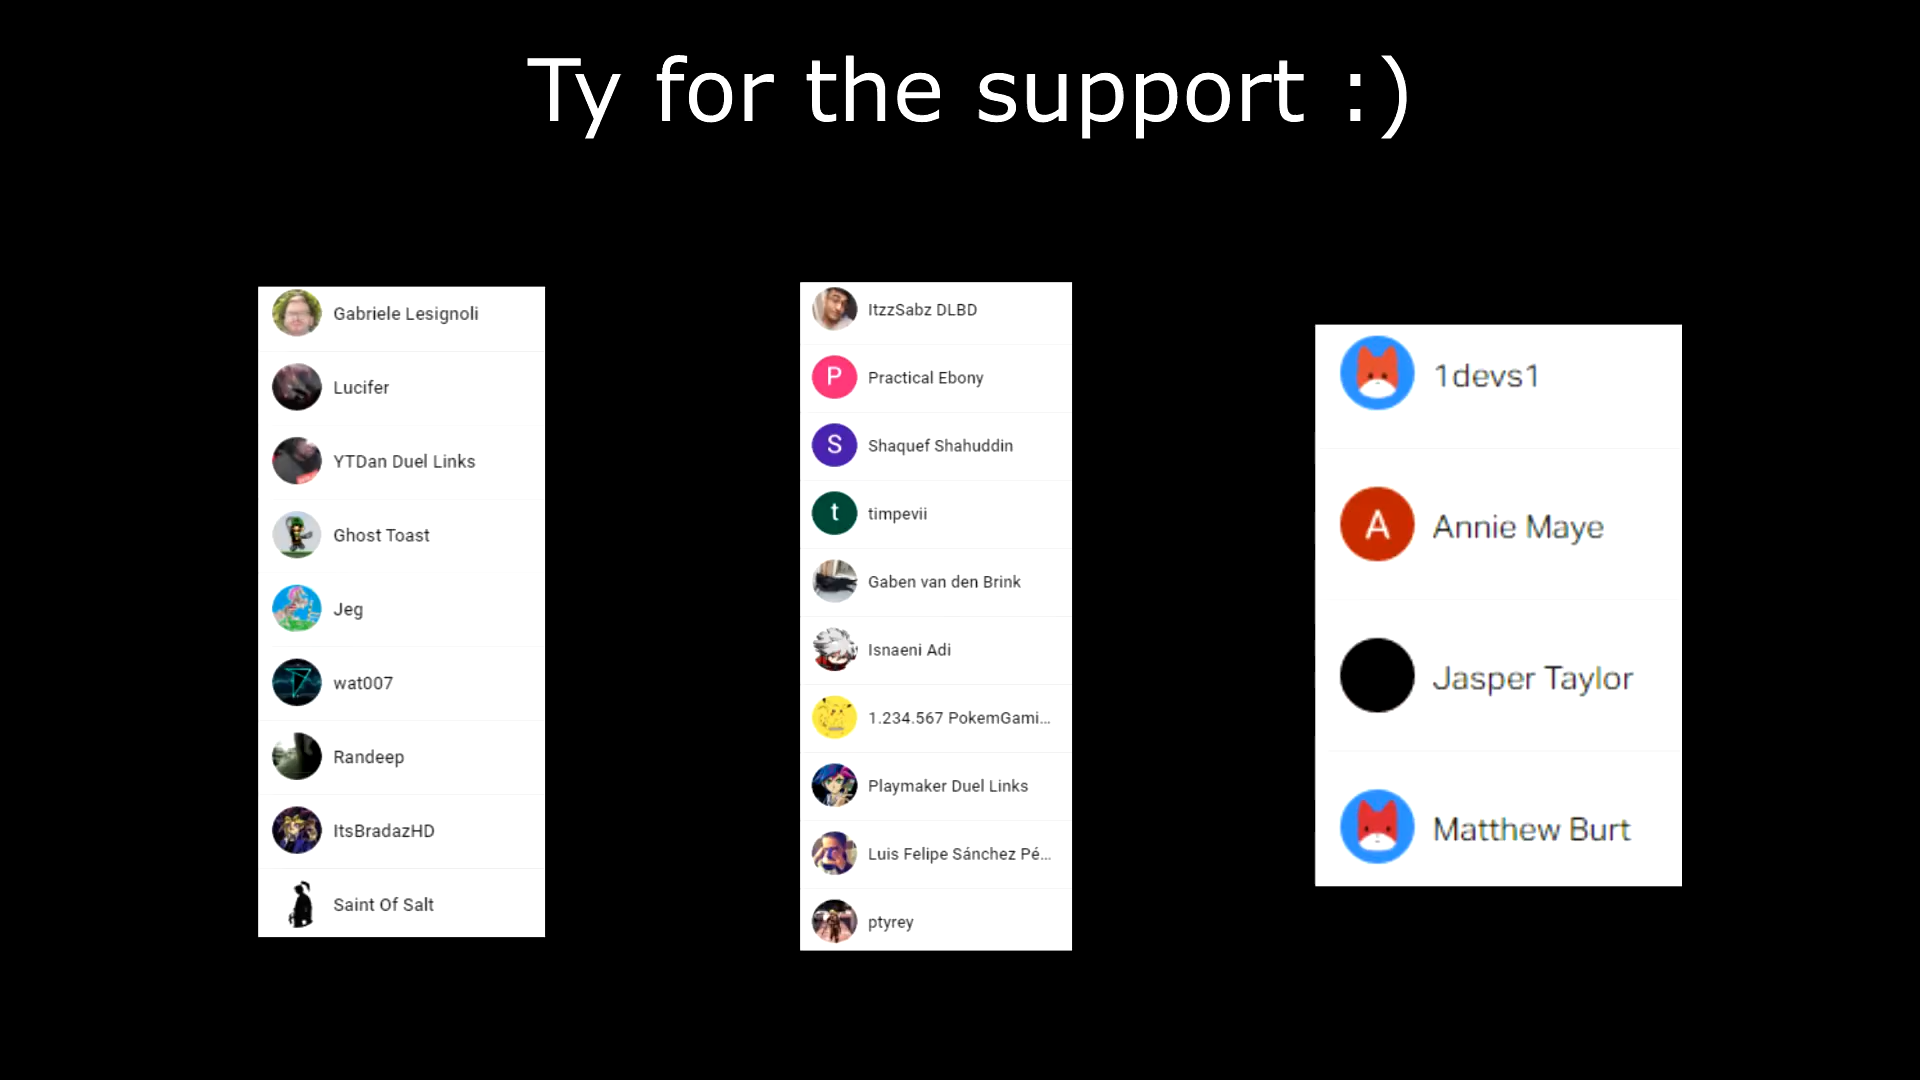 Ty for the support :)
Gabriele Lesignoli
Lucifer
YTDan Duel Links
Ghost Toast
Jeg
wat007
Randeep
ItsBradazHD
Saint Of Salt
ItzzSabz DLBD
P Practical Ebony
S Shaquef Shahuddin
t timpevii
Gaben van den Brink
Isnaeni Adi
1.234.567 PokemGami...
Playmaker Duel Links
Luis Felipe Sánchez Pé...
ptyrey
1devs1
A Annie Maye
Jasper Taylor
Matthew Burt